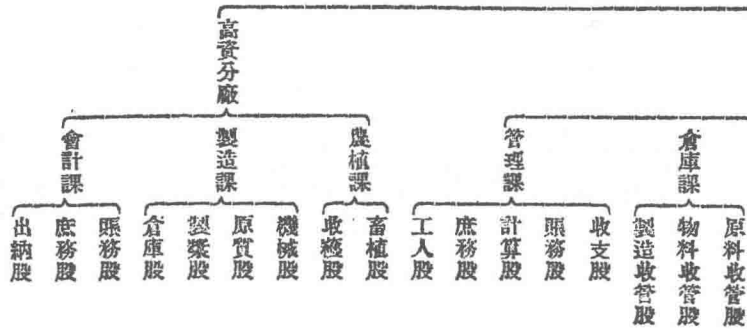 高資分廠
倉庫課
管理課
農植課
製造課
會計課
原料收管股
物料收管股
製造收管股
收支股
賬務股
計算股
庶務股
工人股
畜植股
收穫股
機械股
原質股
製漿股
倉庫股
賬務股
庶務股
出納股